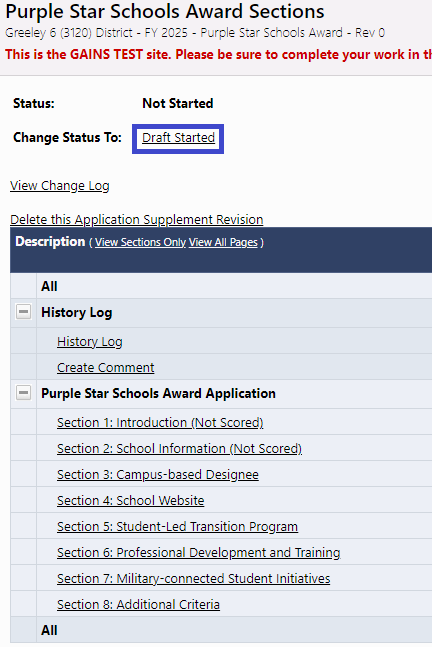 Purple Star Schools Award Sections
Greeley 6 (3120) District - FY 2025 - Purple Star Schools Award - Rev 0
This is the GAINS TEST site. Please be sure to complete your work in th
Status: Not Started
Change Status To: Draft Started
View Change Log
Delete this Application Supplement Revision
Description ( View Sections Only View All Pages )
All
History Log
History Log
Create Comment
Purple Star Schools Award Application
Section 1: Introduction (Not Scored)
Section 2: School Information (Not Scored)
Section 3: Campus-based Designee
Section 4: School Website
Section 5: Student-Led Transition Program
Section 6: Professional Development and Training
Section 7: Military-connected Student Initiatives
Section 8: Additional Criteria
All